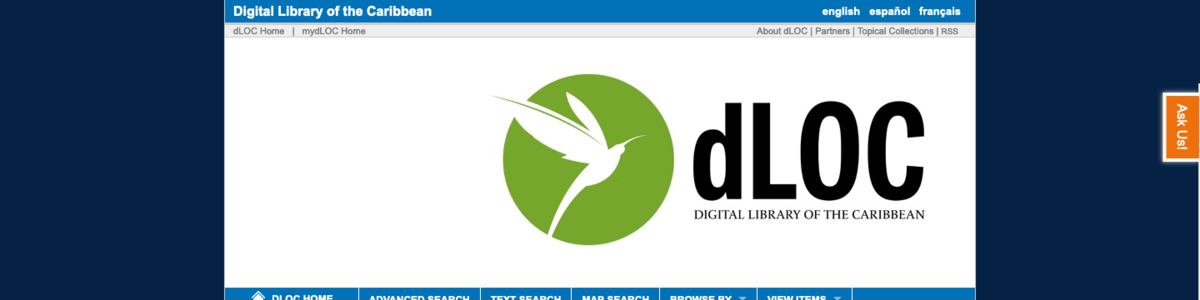 Digital Library of the Caribbean english español français
dLOC Home | mydLOC Home About dLOC | Partners | Topical Collections | RSS
Ask Us!
dLOC
DIGITAL LIBRARY OF THE CARIBBEAN
DLOC HOME ADVANCED SEARCH TEXT SEARCH MAP SEARCH BROWSE BY VIEW ITEMS